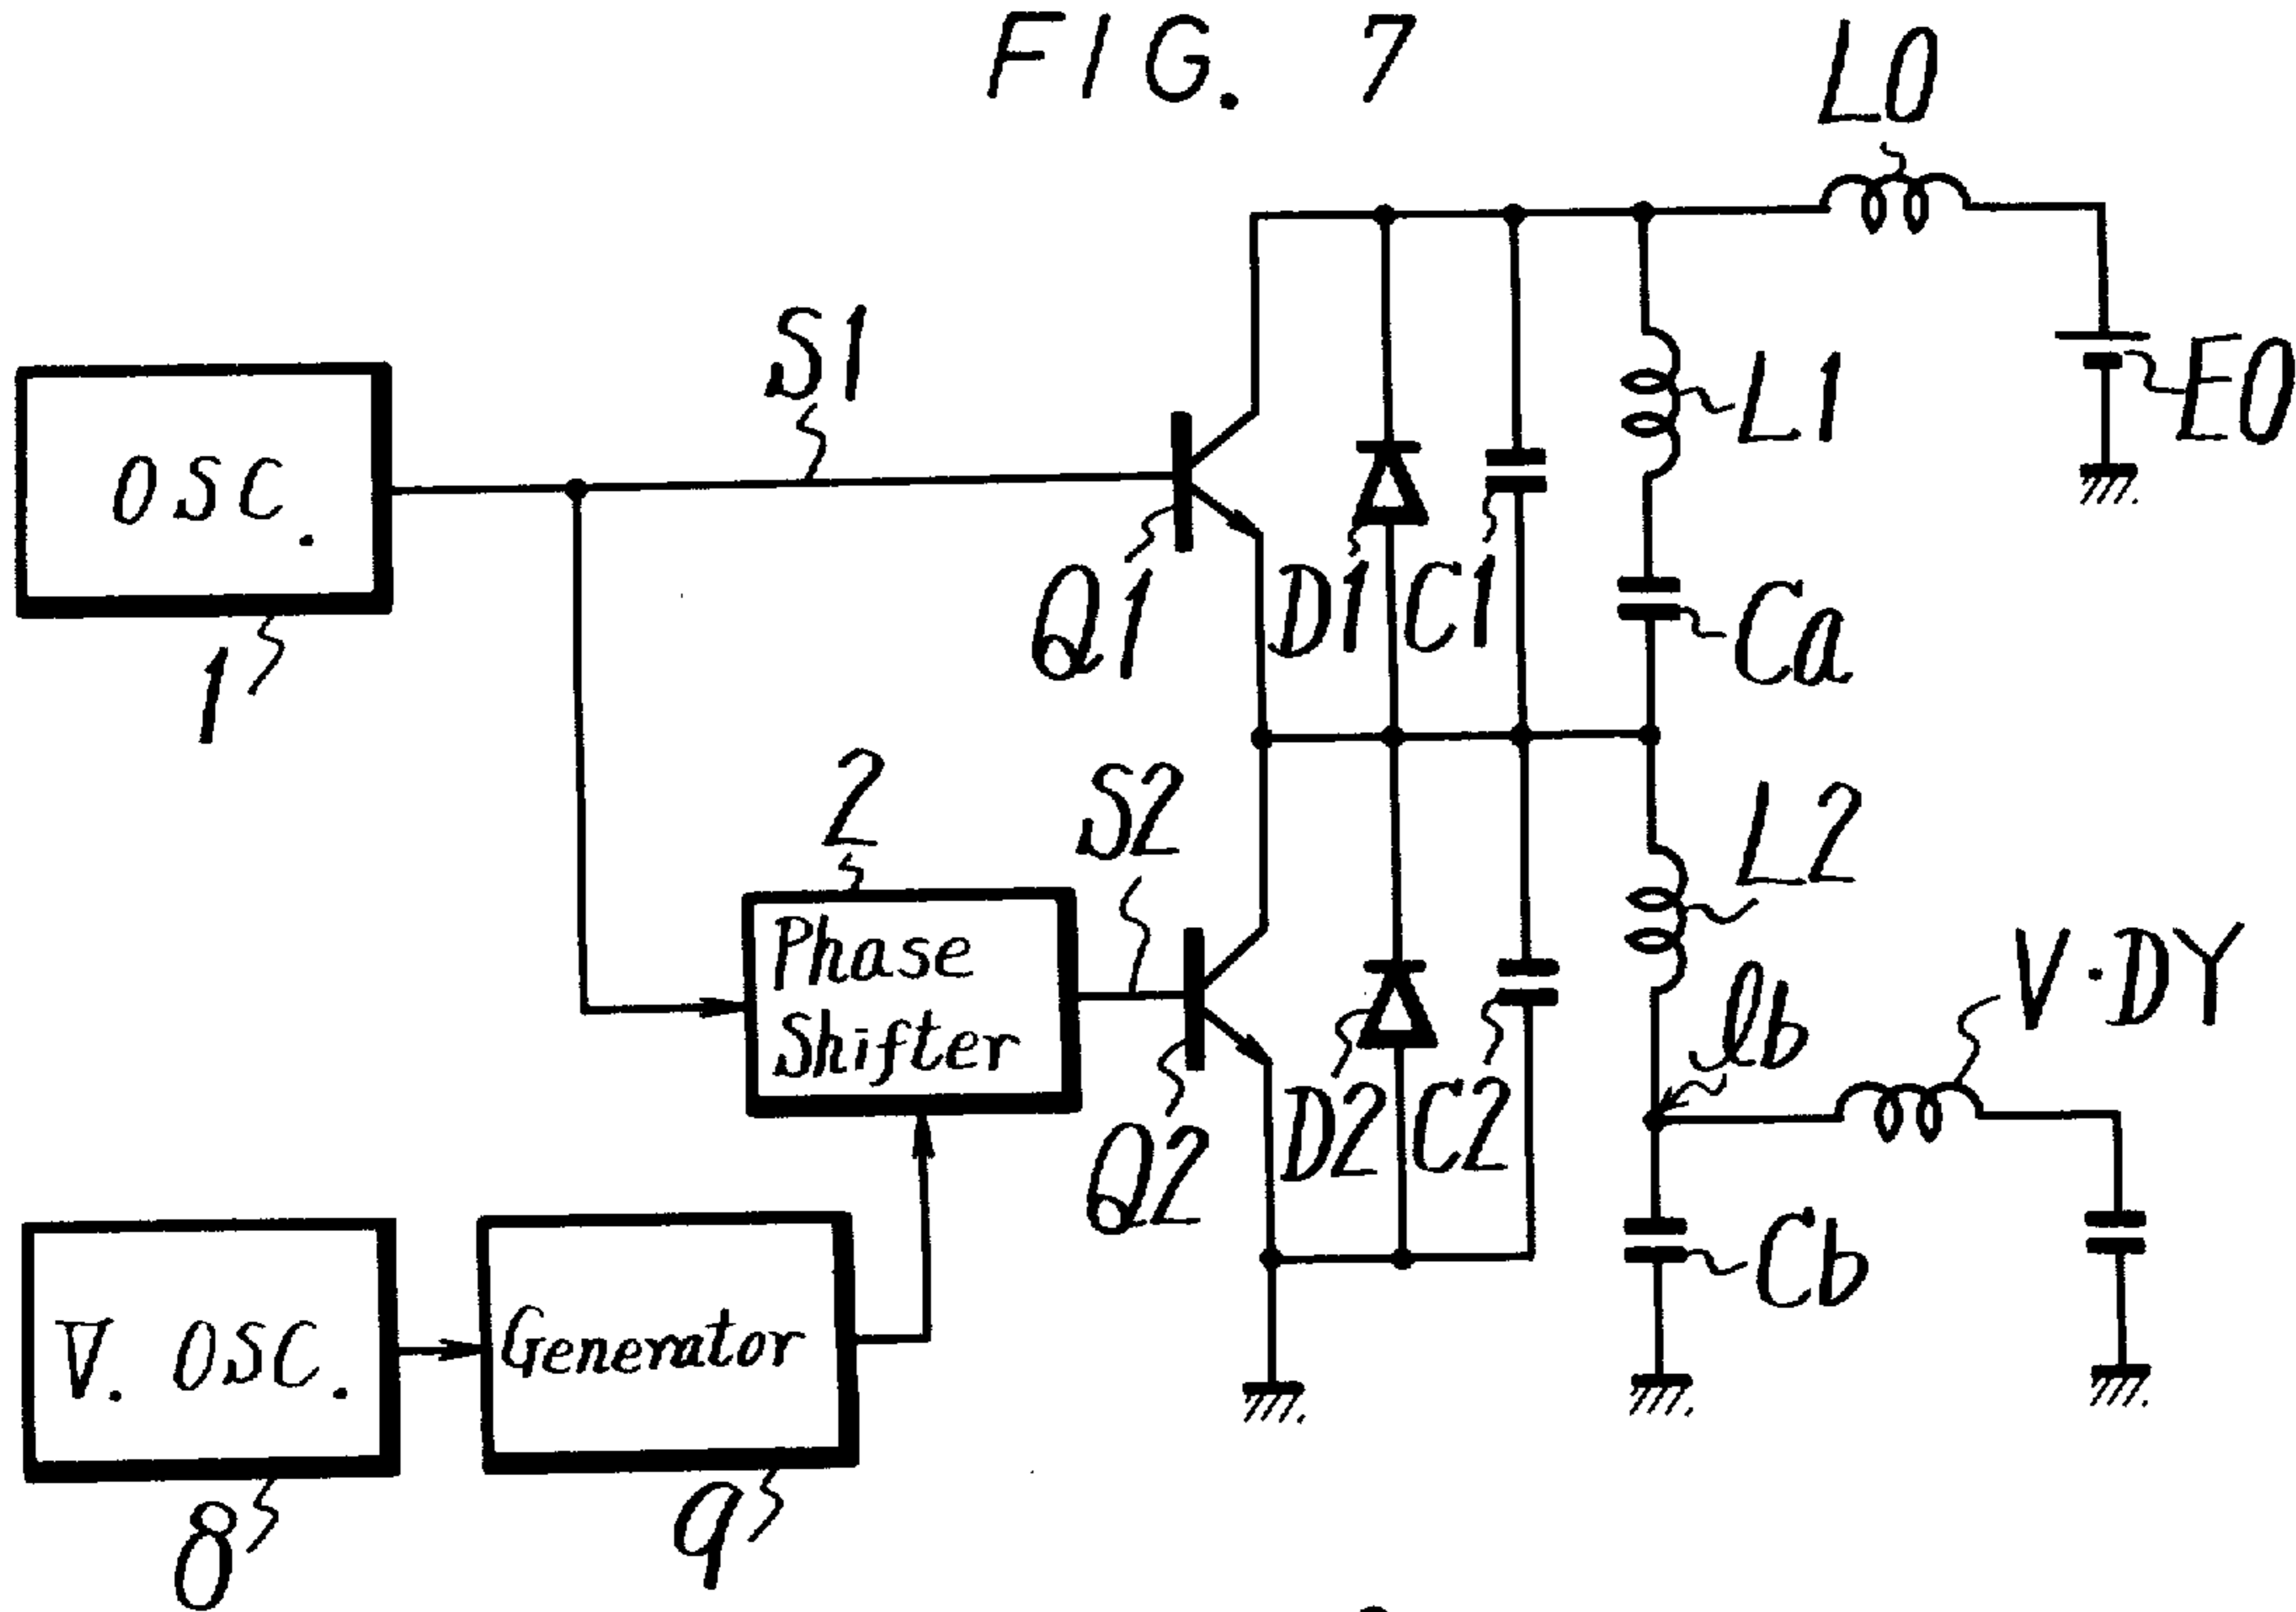 FIG. 7
L0
S1
E0
L1
OSC.
Q1
D1
C1
Ca
1
2
S2
L2
Phase
Shifter
lb
V·DY
Q2
D2
C2
Cb
V. OSC.
Generator
8
9